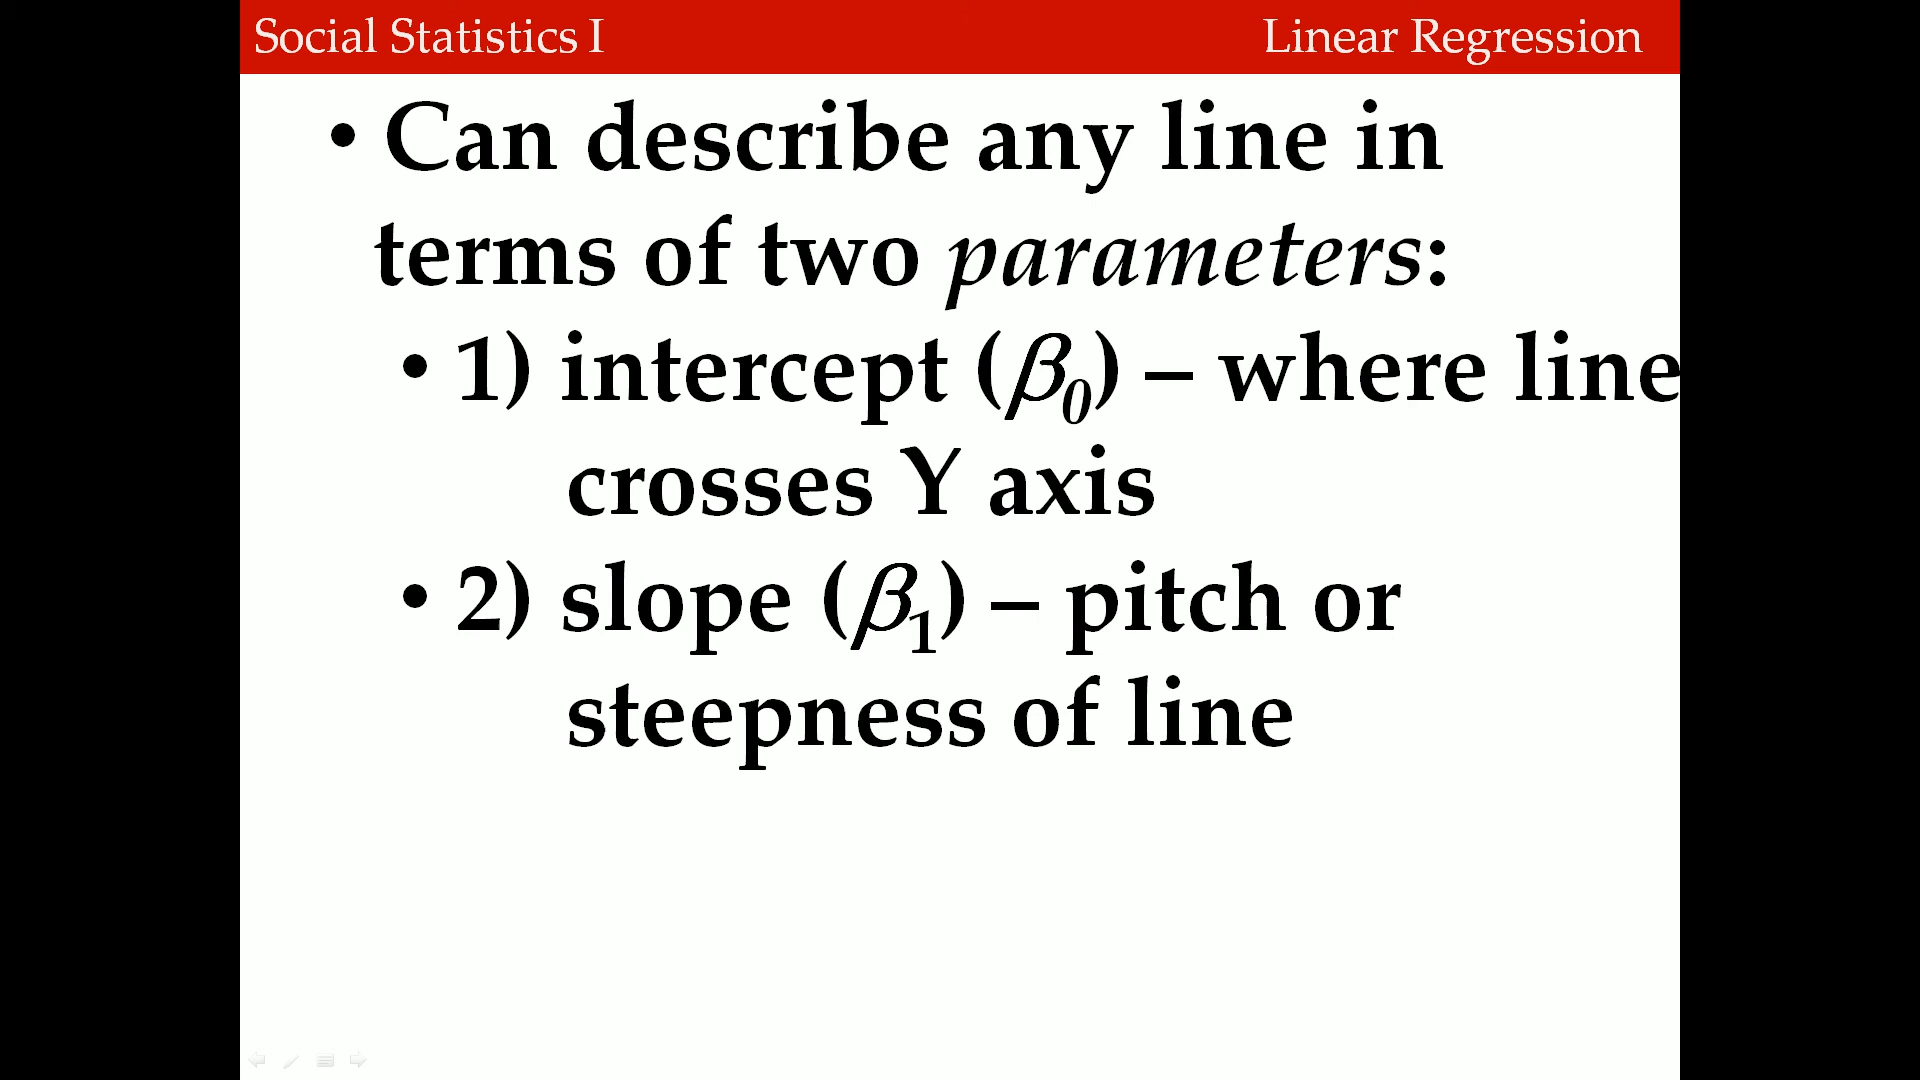 Social Statistics I
Linear Regression
• Can describe any line in
terms of two parameters:
• 1) intercept (β₀) – where line
crosses Y axis
• 2) slope (β₁) – pitch or
steepness of line